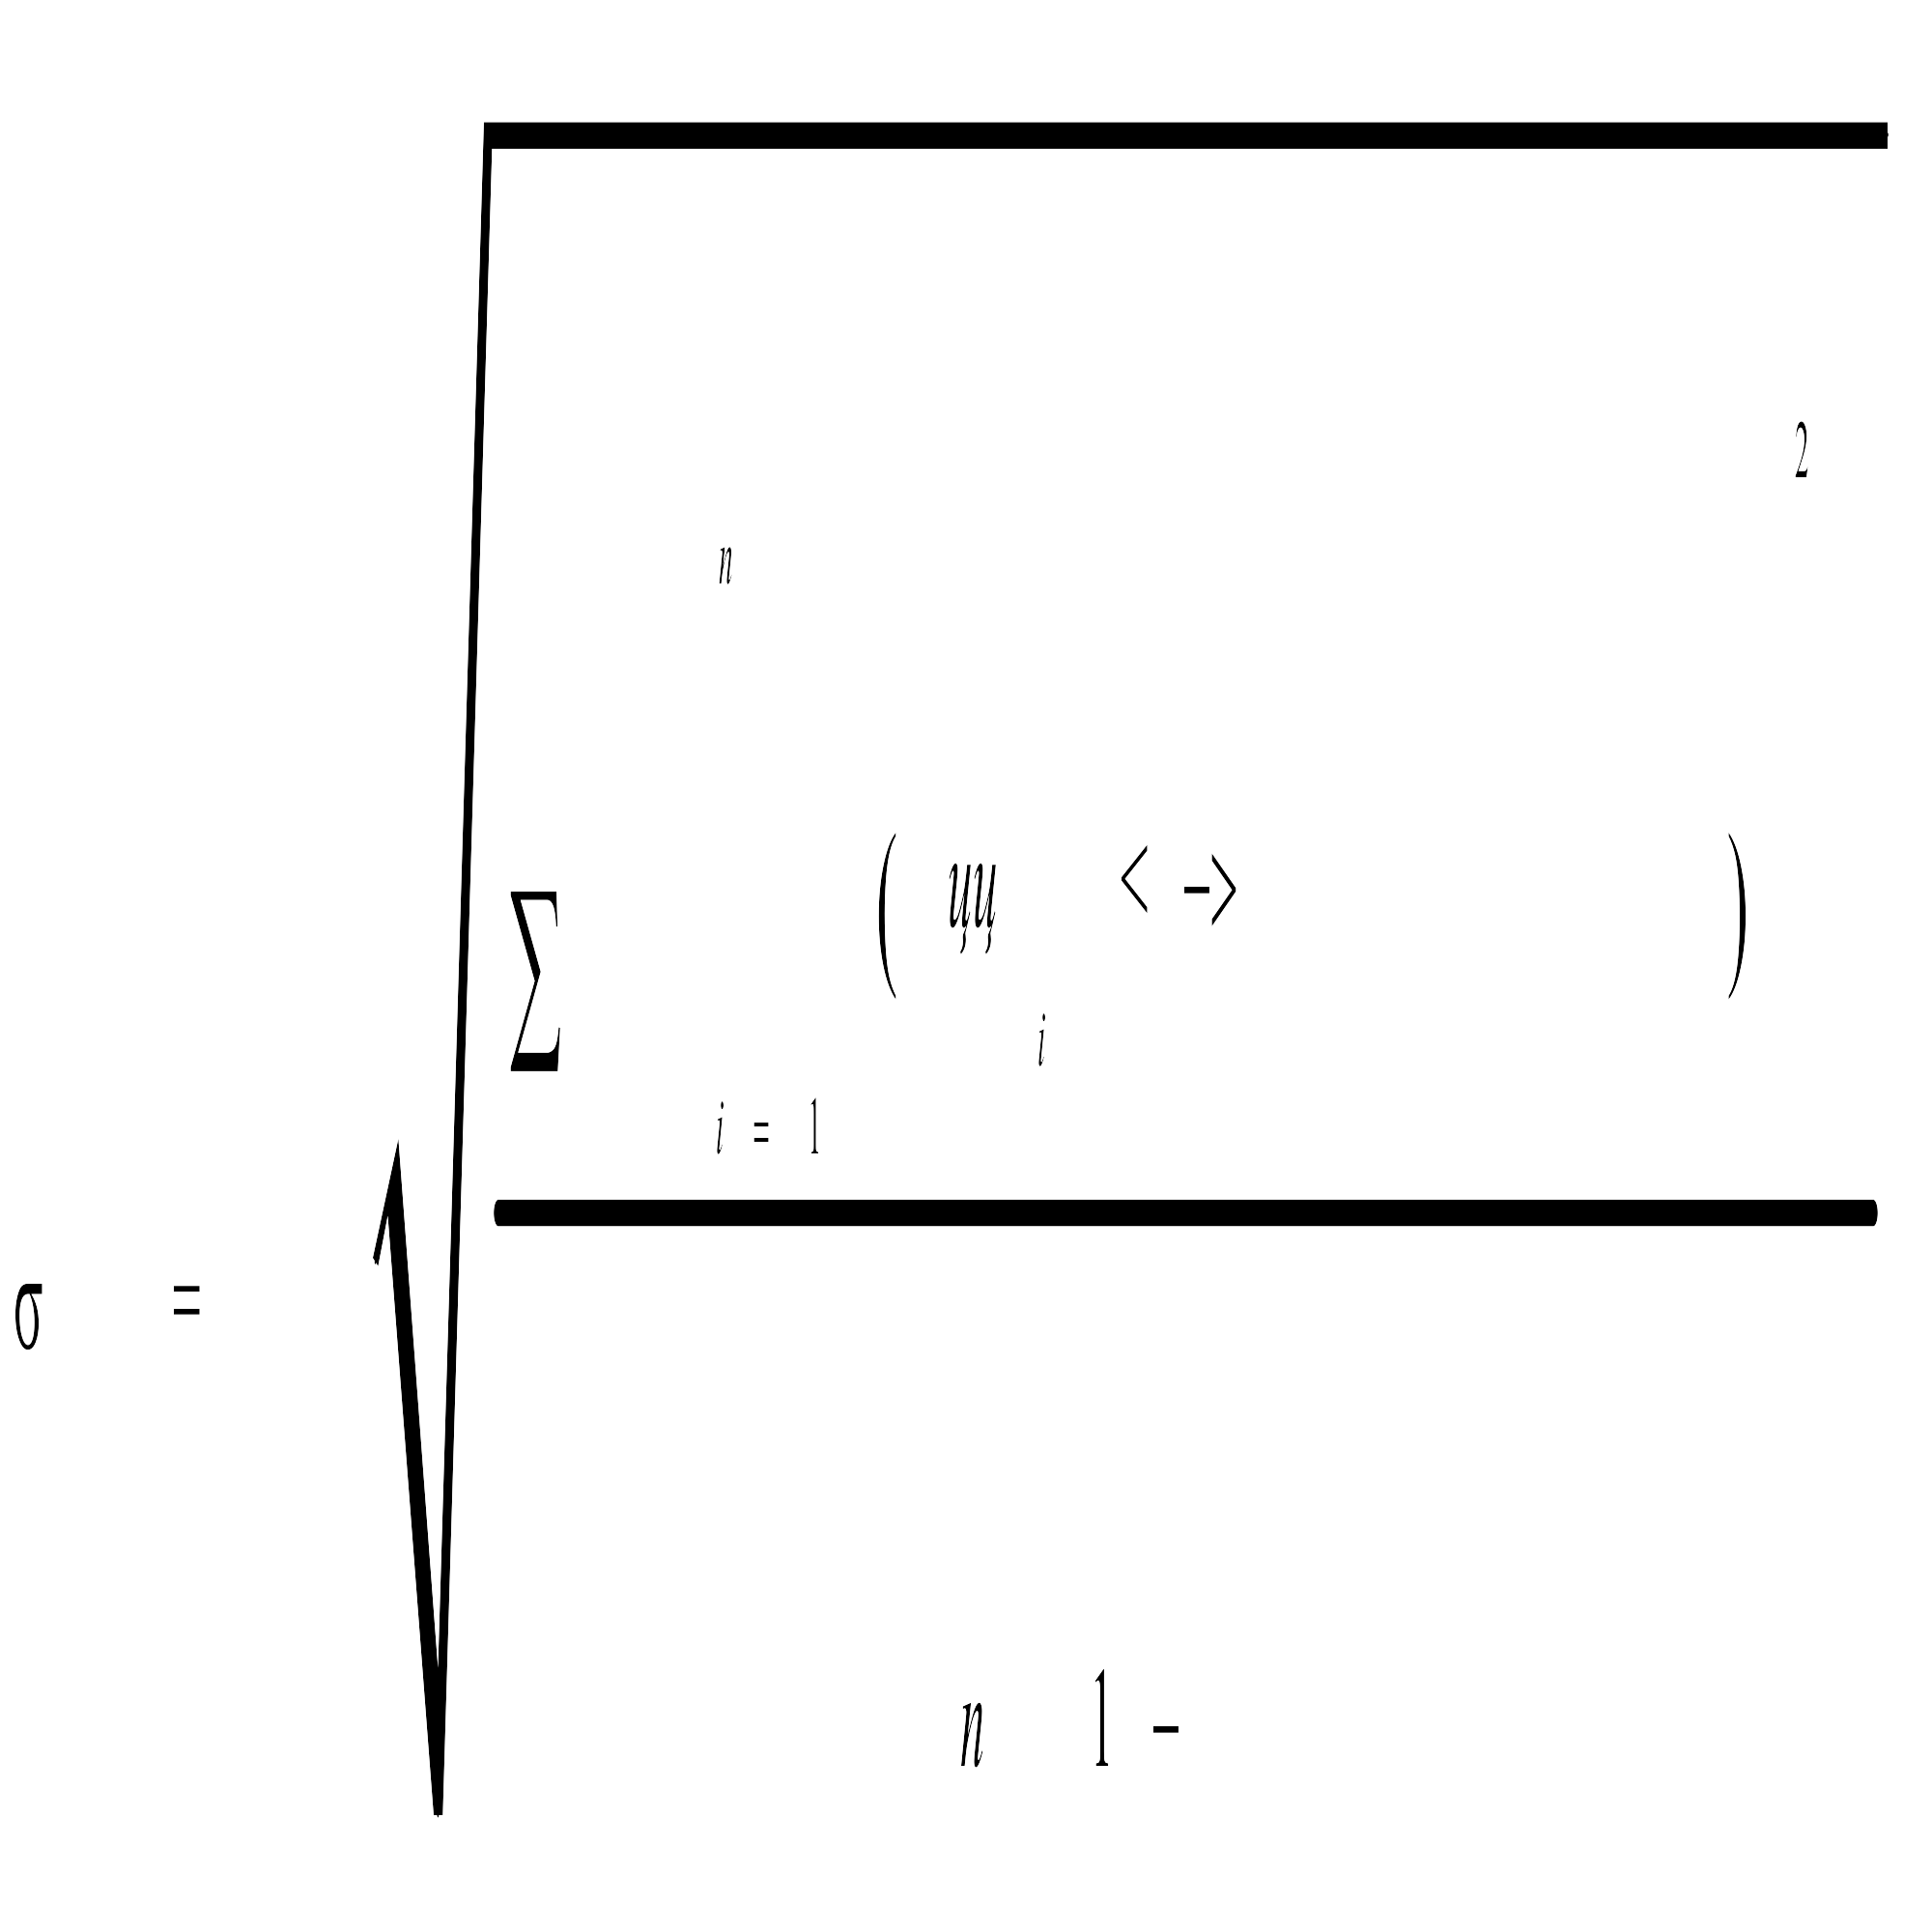 2
n
∑ ( yy < - > )
i
i = 1
σ = √
n 1 -